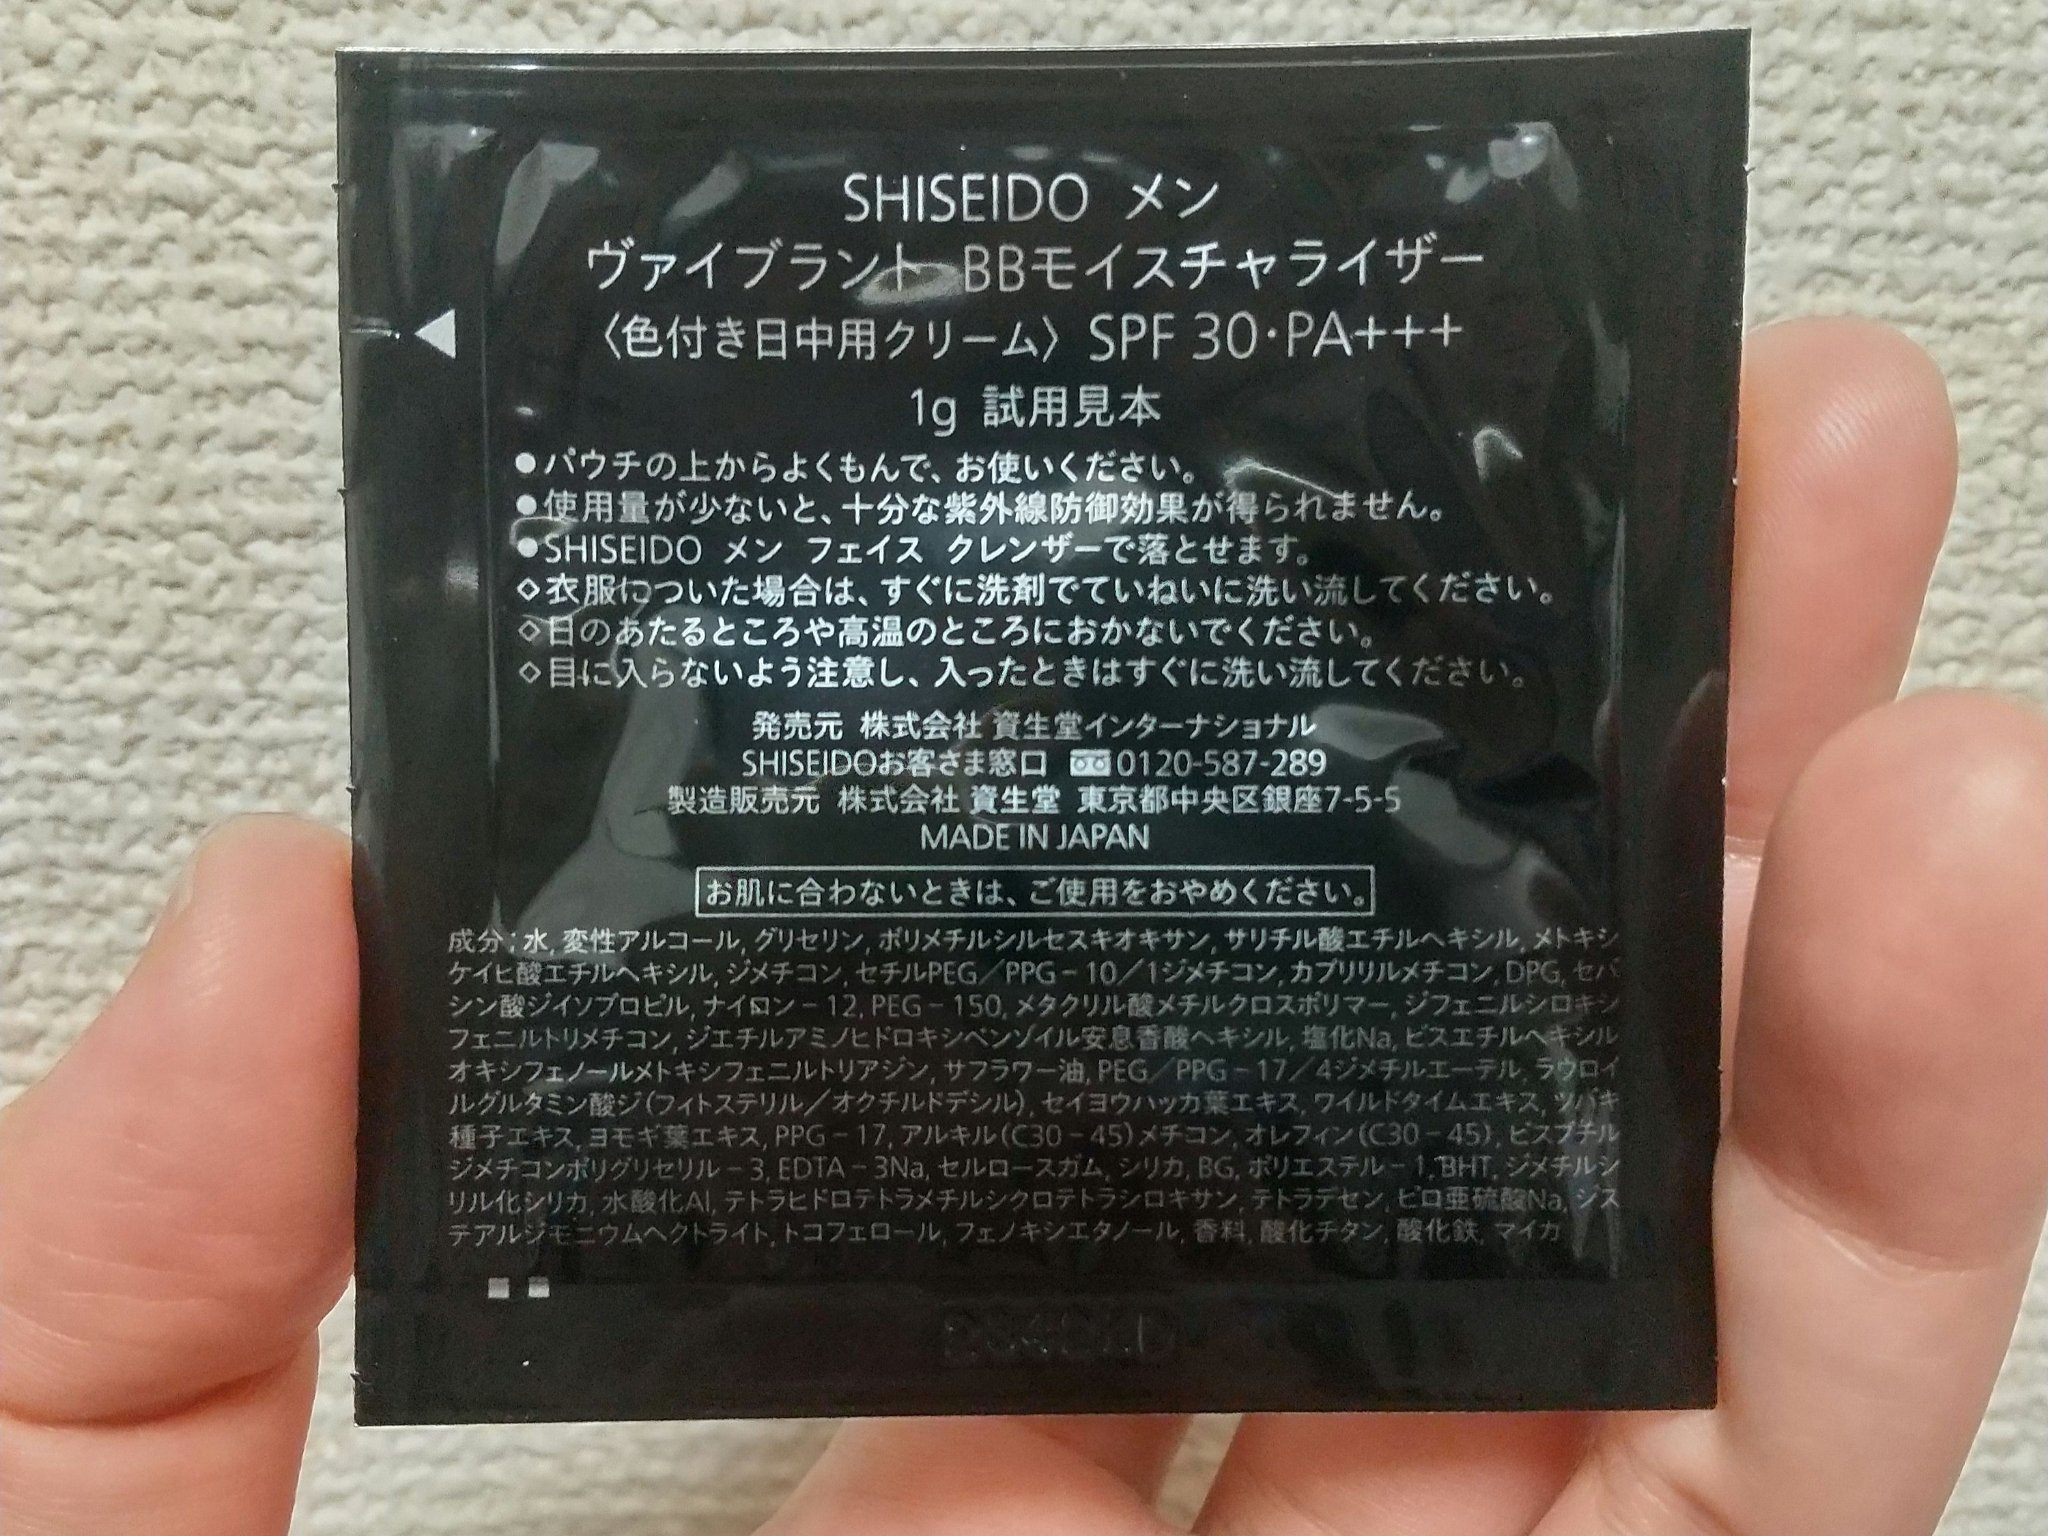 SHISEIDO メン
ヴァイブラント BBモイスチャライザー
〈色付き日中用クリーム〉 SPF 30・PA+++
1g 試用見本
●パウチの上からよくもんで、お使いください。
●使用量が少ないと、十分な紫外線防御効果が得られません。
●SHISEIDO メン フェイス クレンザーで落とせます。
◇衣服についた場合は、すぐに洗剤でていねいに洗い流してください。
◇日のあたるところや高温のところにおかないでください。
◇目に入らないよう注意し、入ったときはすぐに洗い流してください。
発売元 株式会社 資生堂インターナショナル
SHISEIDOお客さま窓口 0120-587-289
製造販売元 株式会社 資生堂 東京都中央区銀座7-5-5
MADE IN JAPAN
お肌に合わないときは、ご使用をおやめください。
成分：水, 変性アルコール, グリセリン, ポリメチルシルセスキオキサン, サリチル酸エチルヘキシル, メトキシ
ケイヒ酸エチルヘキシル, ジメチコン, セチルPEG／PPG－10／1ジメチコン, カプリリルメチコン, DPG, セバ
シン酸ジイソプロピル, ナイロン－12, PEG－150, メタクリル酸メチルクロスポリマー, ジフェニルシロキシ
フェニルトリメチコン, ジエチルアミノヒドロキシベンゾイル安息香酸ヘキシル, 塩化Na, ビスエチルヘキシル
オキシフェノールメトキシフェニルトリアジン, サフラワー油, PEG／PPG－17／4ジメチルエーテル, ラウロイ
ルグルタミン酸ジ（フィトステリル／オクチルドデシル）, セイヨウハッカ葉エキス, ワイルドタイムエキス, ツバキ
種子エキス, ヨモギ葉エキス, PPG－17, アルキル（C30－45）メチコン, オレフィン（C30－45）, ビスブチル
ジメチコンポリグリセリル－3, EDTA－3Na, セルロースガム, シリカ, BG, ポリエステル－1, BHT, ジメチルシ
リル化シリカ, 水酸化Al, テトラヒドロテトラメチルシクロテトラシロキサン, テトラデセン, ピロ亜硫酸Na, ジス
テアルジモニウムヘクトライト, トコフェロール, フェノキシエタノール, 香料, 酸化チタン, 酸化鉄, マイカ